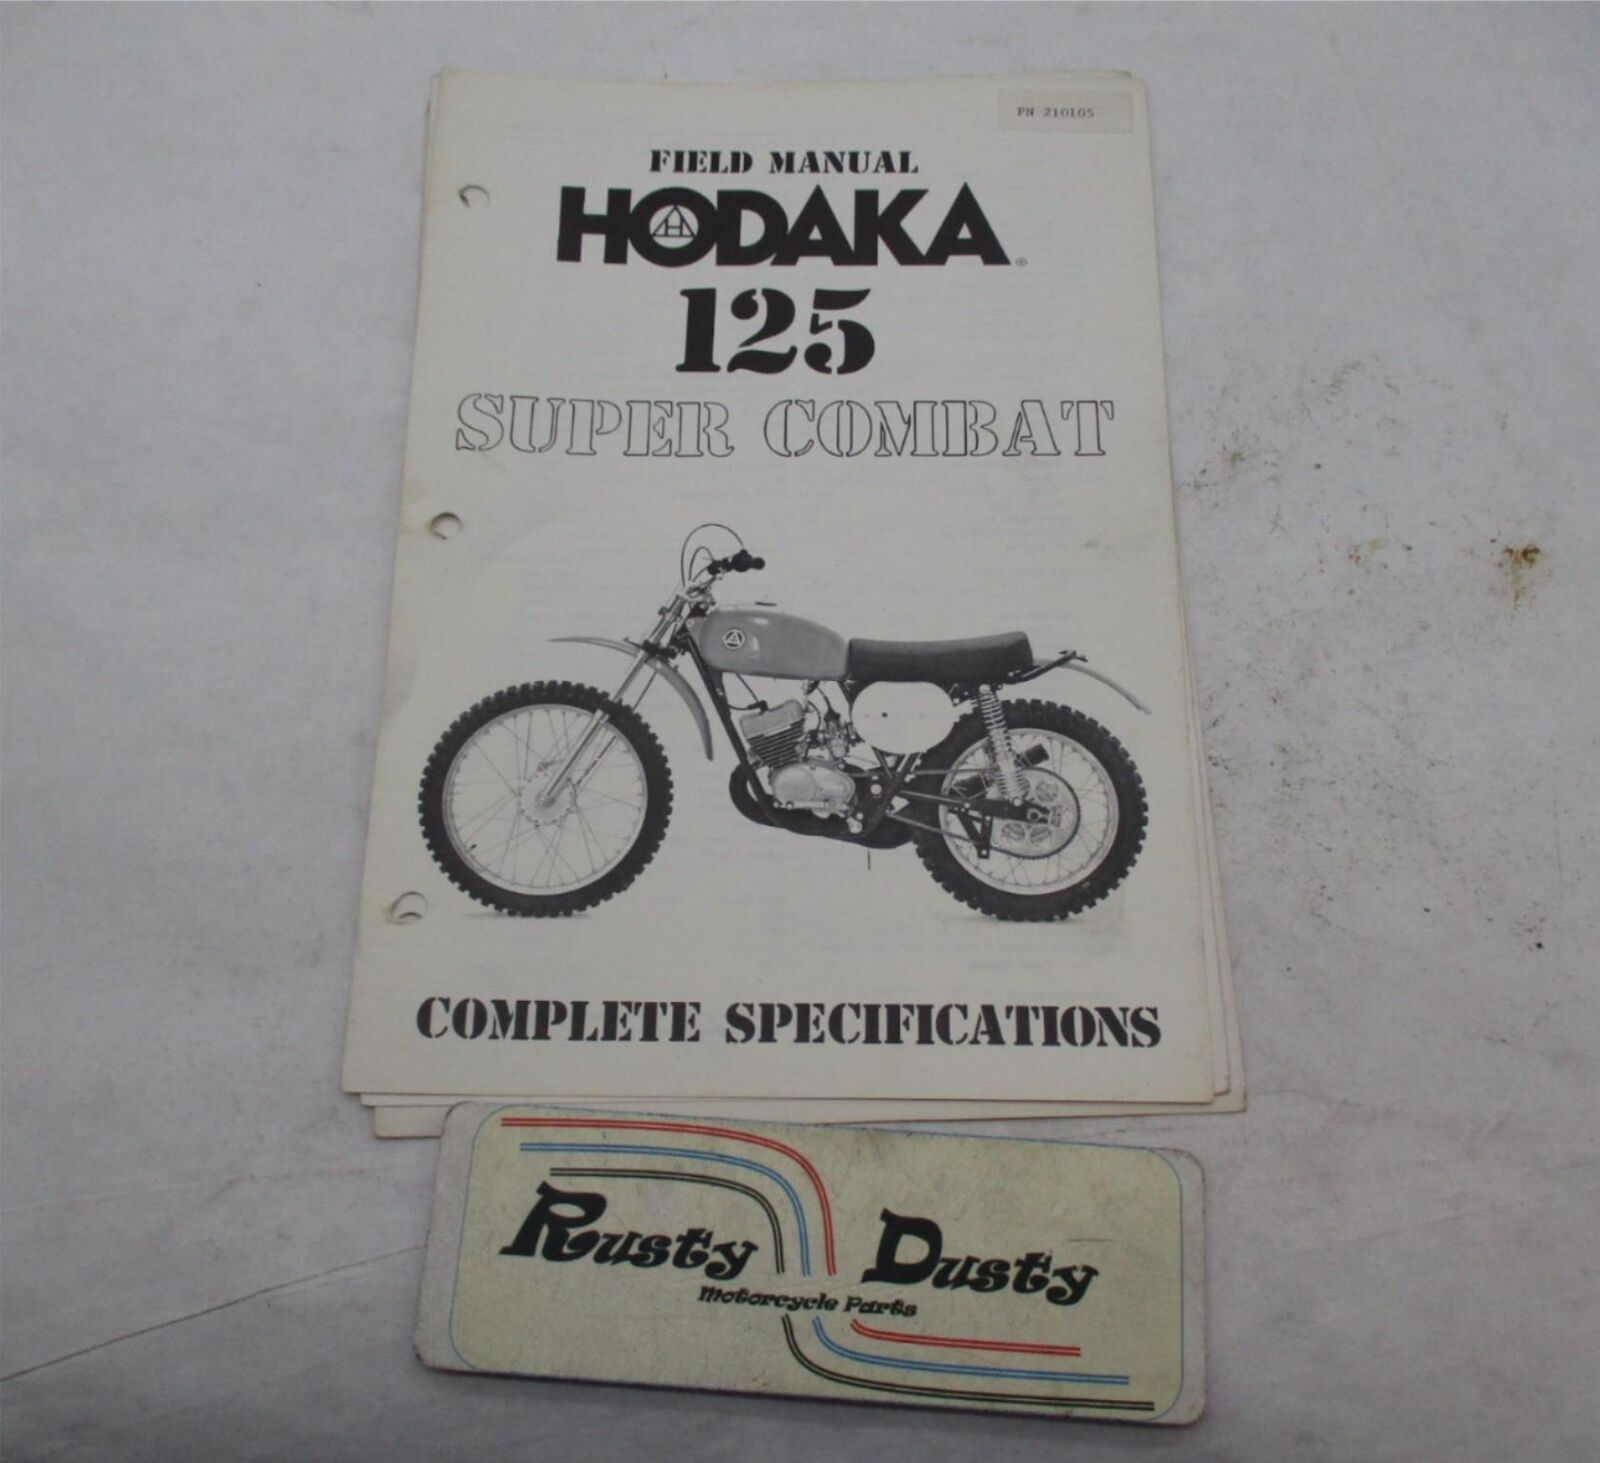 PN 210105
FIELD MANUAL
HODAKA®
125
SUPER COMBAT
COMPLETE SPECIFICATIONS
Rusty Dusty
Motorcycle Parts